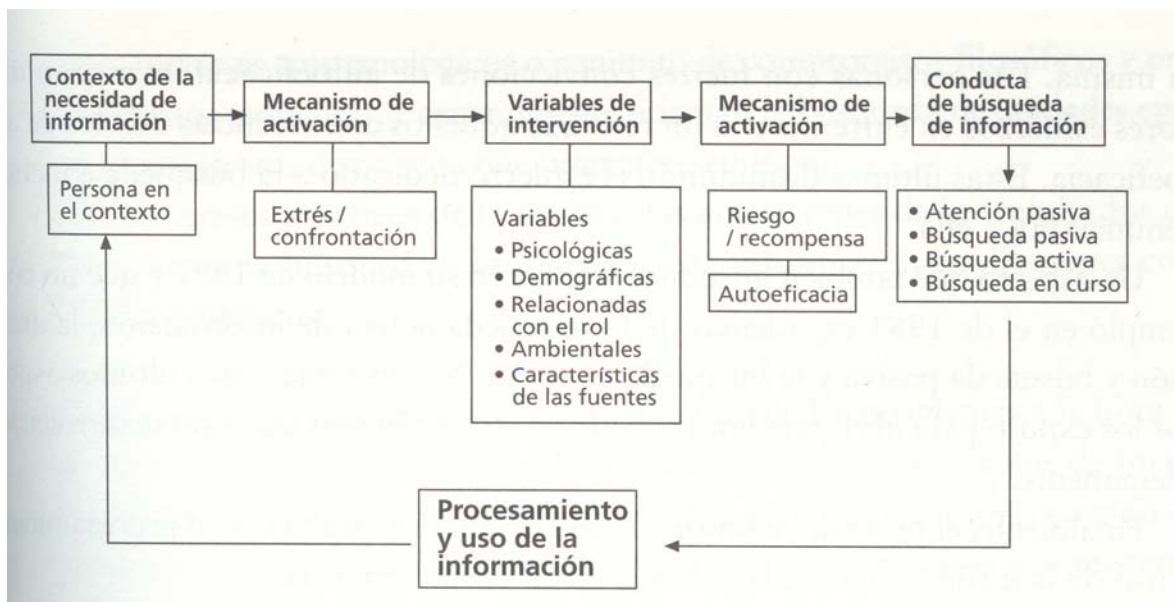 Contexto de la
necesidad de
información
Mecanismo de
activación
Variables de
intervención
Mecanismo de
activación
Conducta
de búsqueda
de información
Persona en
el contexto
Extrés /
confrontación
Variables
• Psicológicas
• Demográficas
• Relacionadas
con el rol
• Ambientales
• Características
de las fuentes
Riesgo
/ recompensa
Autoeficacia
• Atención pasiva
• Búsqueda pasiva
• Búsqueda activa
• Búsqueda en curso
Procesamiento
y uso de la
información